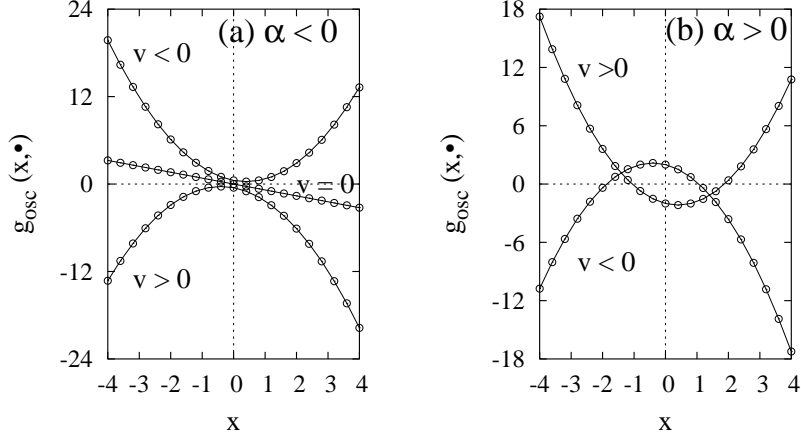 24
12
0
-12
-24
-4 -3 -2 -1 0 1 2 3 4
x
g_osc (x,•)
(a) α < 0
v < 0
v = 0
v > 0
18
12
6
0
-6
-12
-18
-4 -3 -2 -1 0 1 2 3 4
x
g_osc (x,•)
(b) α > 0
v >0
v < 0